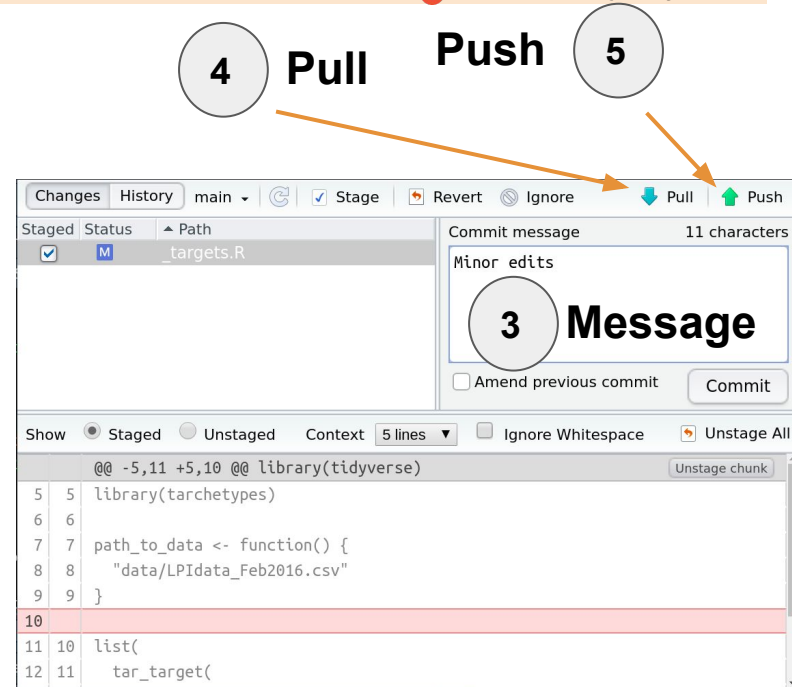 4 Pull Push 5
Changes History main Stage Revert Ignore Pull Push
Staged Status Path Commit message 11 characters
M _targets.R
Minor edits
3 Message
Amend previous commit Commit
Show Staged Unstaged Context 5 lines Ignore Whitespace Unstage All
@@ -5,11 +5,10 @@ library(tidyverse) Unstage chunk
5 5 library(tarchetypes)
6 6
7 7 path_to_data <- function() {
8 8 "data/LPIdata_Feb2016.csv"
9 9 }
10
11 10 list(
12 11 tar_target(